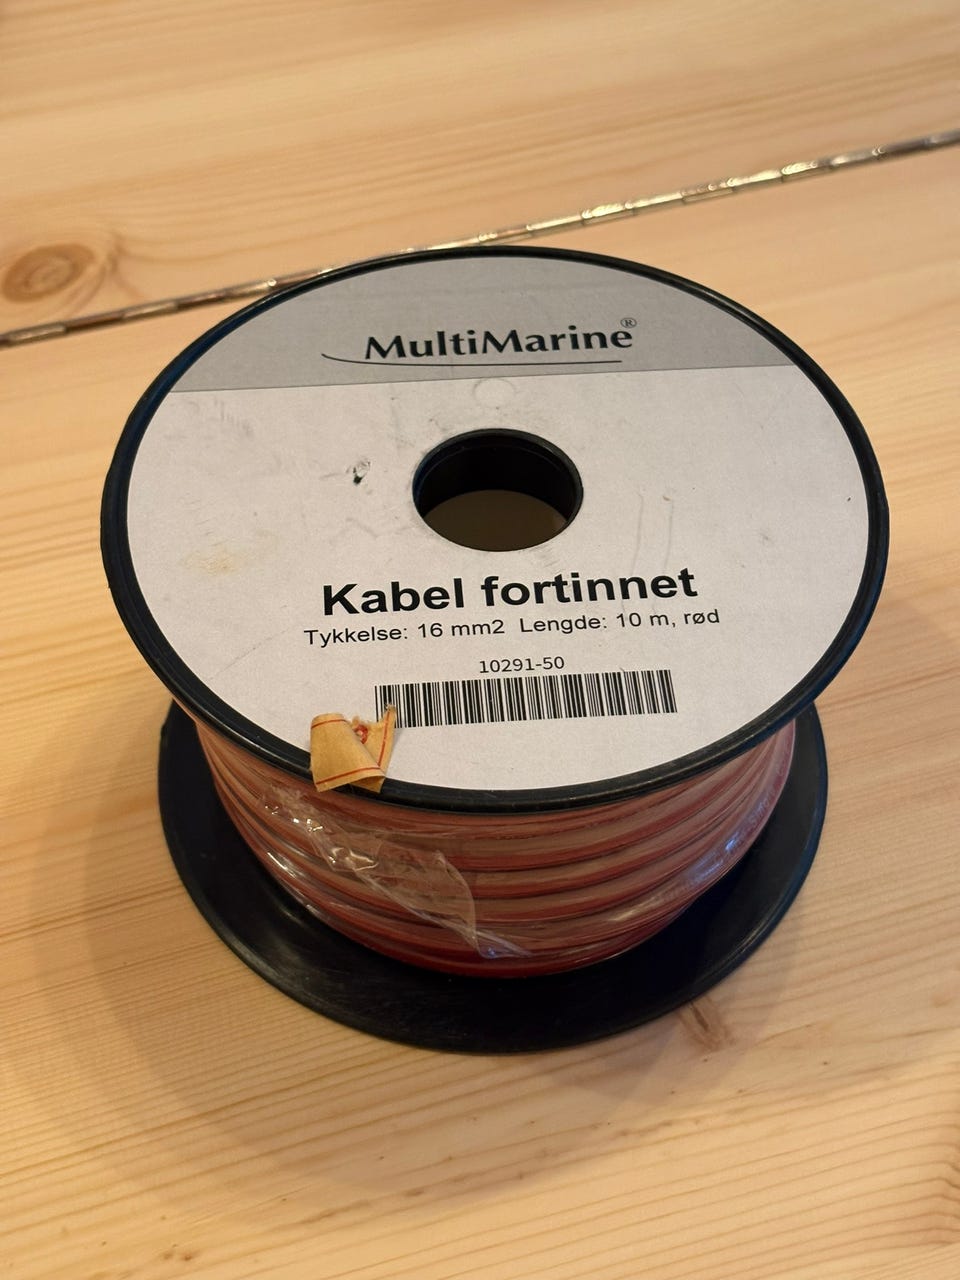 MultiMarine®
Kabel fortinnet
Tykkelse: 16 mm2 Lengde: 10 m, rød
10291-50